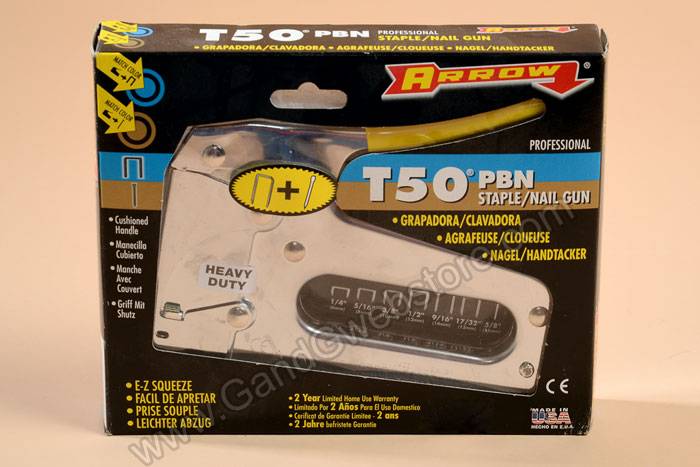 T50® PBN PROFESSIONAL STAPLE/NAIL GUN
• GRAPADORA/CLAVADORA • AGRAFEUSE/CLOUEUSE • NAGEL/HANDTACKER
ARROW®
MATCH COLOR
MATCH COLOR
PROFESSIONAL
T50® PBN
STAPLE/NAIL GUN
• GRAPADORA/CLAVADORA
• AGRAFEUSE/CLOUEUSE
• NAGEL/HANDTACKER
+
• Cushioned
Handle
• Manecilla
Cubierto
• Manche
Avec
Couvert
• Griff Mit
Shutz
HEAVY
DUTY
1/4" 5/16" 3/8" 1/2" 9/16" 17/32" 5/8"
• E-Z SQUEEZE
• FACIL DE APRETAR
• PRISE SOUPLE
• LEICHTER ABZUG
• 2 Year Limited Home Use Warranty
• Limitado Por 2 Años Para El Uso Domestico
• Cerificat de Garantie Limitee - 2 ans
• 2 Jahre befristete Garantie
CE
MADE IN
USA
HECHO EN E.U.A.
www.GandGwebstore.com